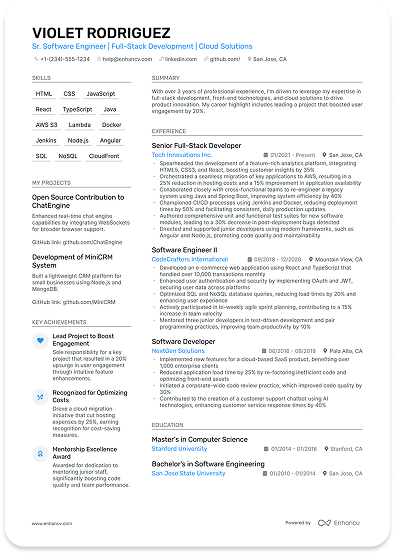 VIOLET RODRIGUEZ
Sr. Software Engineer | Full-Stack Development | Cloud Solutions
+1-(234)-555-1234 help@enhancv.com linkedin.com github.com/ San Jose, CA
SKILLS
HTML CSS JavaScript
React TypeScript Java
AWS S3 Lambda Docker
Jenkins Node.js Angular
SQL NoSQL CloudFront
MY PROJECTS
Open Source Contribution to
ChatEngine
Enhanced real-time chat engine
capabilities by integrating WebSockets
for broader browser support.
GitHub link: github.com/ChatEngine
Development of MiniCRM
System
Built a lightweight CRM platform for
small businesses using Node.js and
MongoDB.
GitHub link: github.com/MiniCRM
KEY ACHIEVEMENTS
Lead Project to Boost
Engagement
Sole responsibility for a key
project that resulted in a 20%
upsurge in user engagement
through intuitive feature
enhancements.
Recognized for Optimizing
Costs
Drove a cloud migration
initiative that cut hosting
expenses by 25%, earning
recognition for cost-saving
measures.
Mentorship Excellence
Award
Awarded for dedication to
mentoring junior staff,
significantly boosting code
quality and team performance.
SUMMARY
With over 3 years of professional experience, I'm driven to leverage my expertise in
full-stack development, front-end technologies, and cloud solutions to drive
product innovation. My career highlight includes leading a project that boosted user
engagement by 20%.
EXPERIENCE
Senior Full-Stack Developer
Tech Innovations Inc. 01/2021 - Present San Jose, CA
Spearheaded the development of a feature-rich analytics platform, integrating
HTML5, CSS3, and React, boosting customer insights by 35%
Orchestrated a seamless migration of key applications to AWS, resulting in a
25% reduction in hosting costs and a 15% improvement in application availability
Collaborated closely with cross-functional teams to re-engineer a legacy
system using Java and Spring Boot, improving efficiency by 40%
Championed CI/CD processes using Jenkins and Docker, reducing deployment
times by 50% and facilitating consistent, daily production updates
Authored comprehensive unit and functional test suites for new software
modules, leading to a 30% decrease in post-deployment bugs detected
Directed and supported junior developers using modern frameworks, such as
Angular and Node.js, promoting code quality and maintainability
Software Engineer II
CodeCrafters International 09/2018 - 12/2020 Mountain View, CA
Developed an e-commerce web application using React and TypeScript that
handled over 10,000 transactions monthly
Enhanced user authentication and security by implementing OAuth and JWT,
securing user data across platforms
Optimized SQL and NoSQL database queries, reducing load times by 20% and
enhancing user experience
Actively participated in bi-weekly agile sprint planning, contributing to a 15%
increase in team velocity
Mentored three junior developers in test-driven development and pair
programming practices, improving team productivity by 10%
Software Developer
NextGen Solutions 06/2016 - 08/2018 Palo Alto, CA
Implemented new features for a cloud-based SaaS product, benefiting over
1,000 enterprise clients
Reduced application load time by 25% by re-factoring inefficient code and
optimizing front-end assets
Initiated a corporate-wide code review practice, which improved code quality by
30%
Contributed to the creation of a customer support chatbot using AI
technologies, enhancing customer service response times by 40%
EDUCATION
Master's in Computer Science
Stanford University 01/2014 - 01/2016 Stanford, CA
Bachelor's in Software Engineering
San Jose State University 01/2010 - 01/2014 San Jose, CA
www.enhancv.com Powered by Enhancv